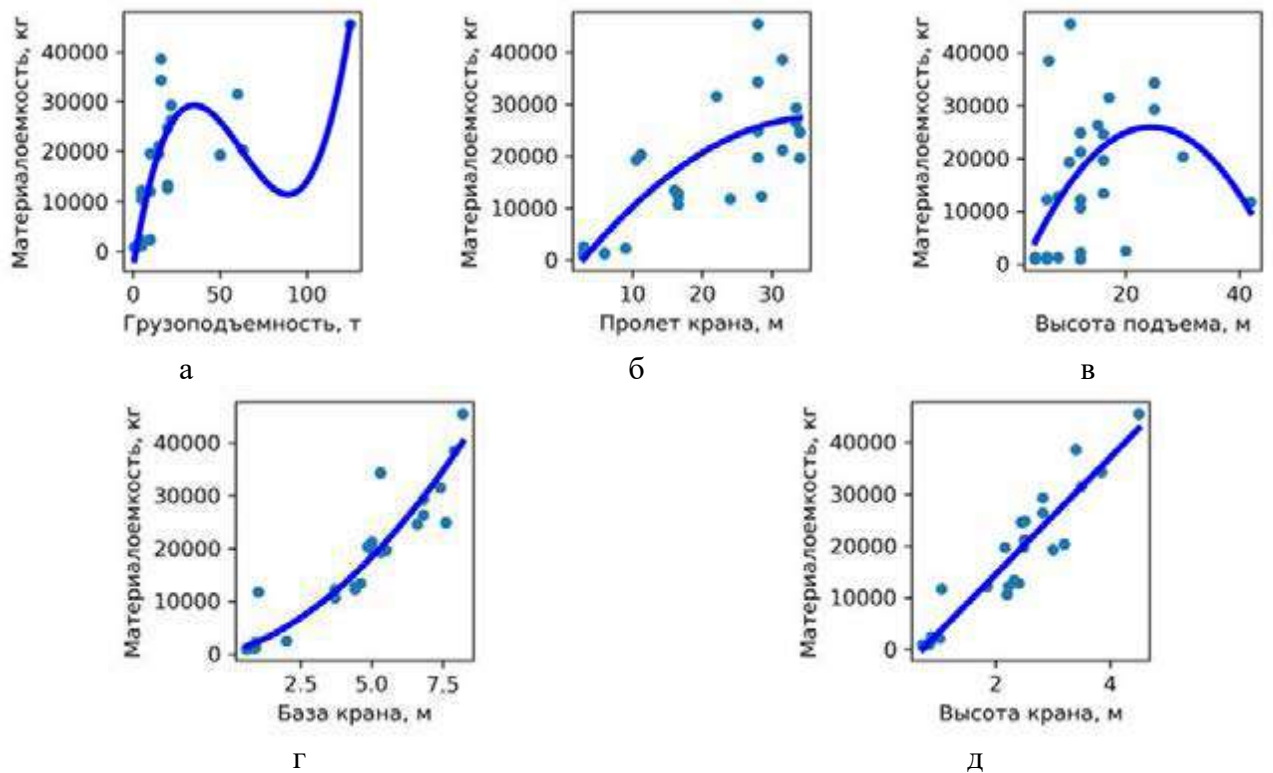 Материалоемкость, кг
40000
30000
20000
10000
0
0 50 100
Грузоподъемность, т
а
Материалоемкость, кг
40000
30000
20000
10000
0
10 20 30
Пролет крана, м
б
Материалоемкость, кг
40000
30000
20000
10000
0
20 40
Высота подъема, м
в
Материалоемкость, кг
40000
30000
20000
10000
0
2.5 5.0 7.5
База крана, м
г
Материалоемкость, кг
40000
30000
20000
10000
0
2 4
Высота крана, м
д